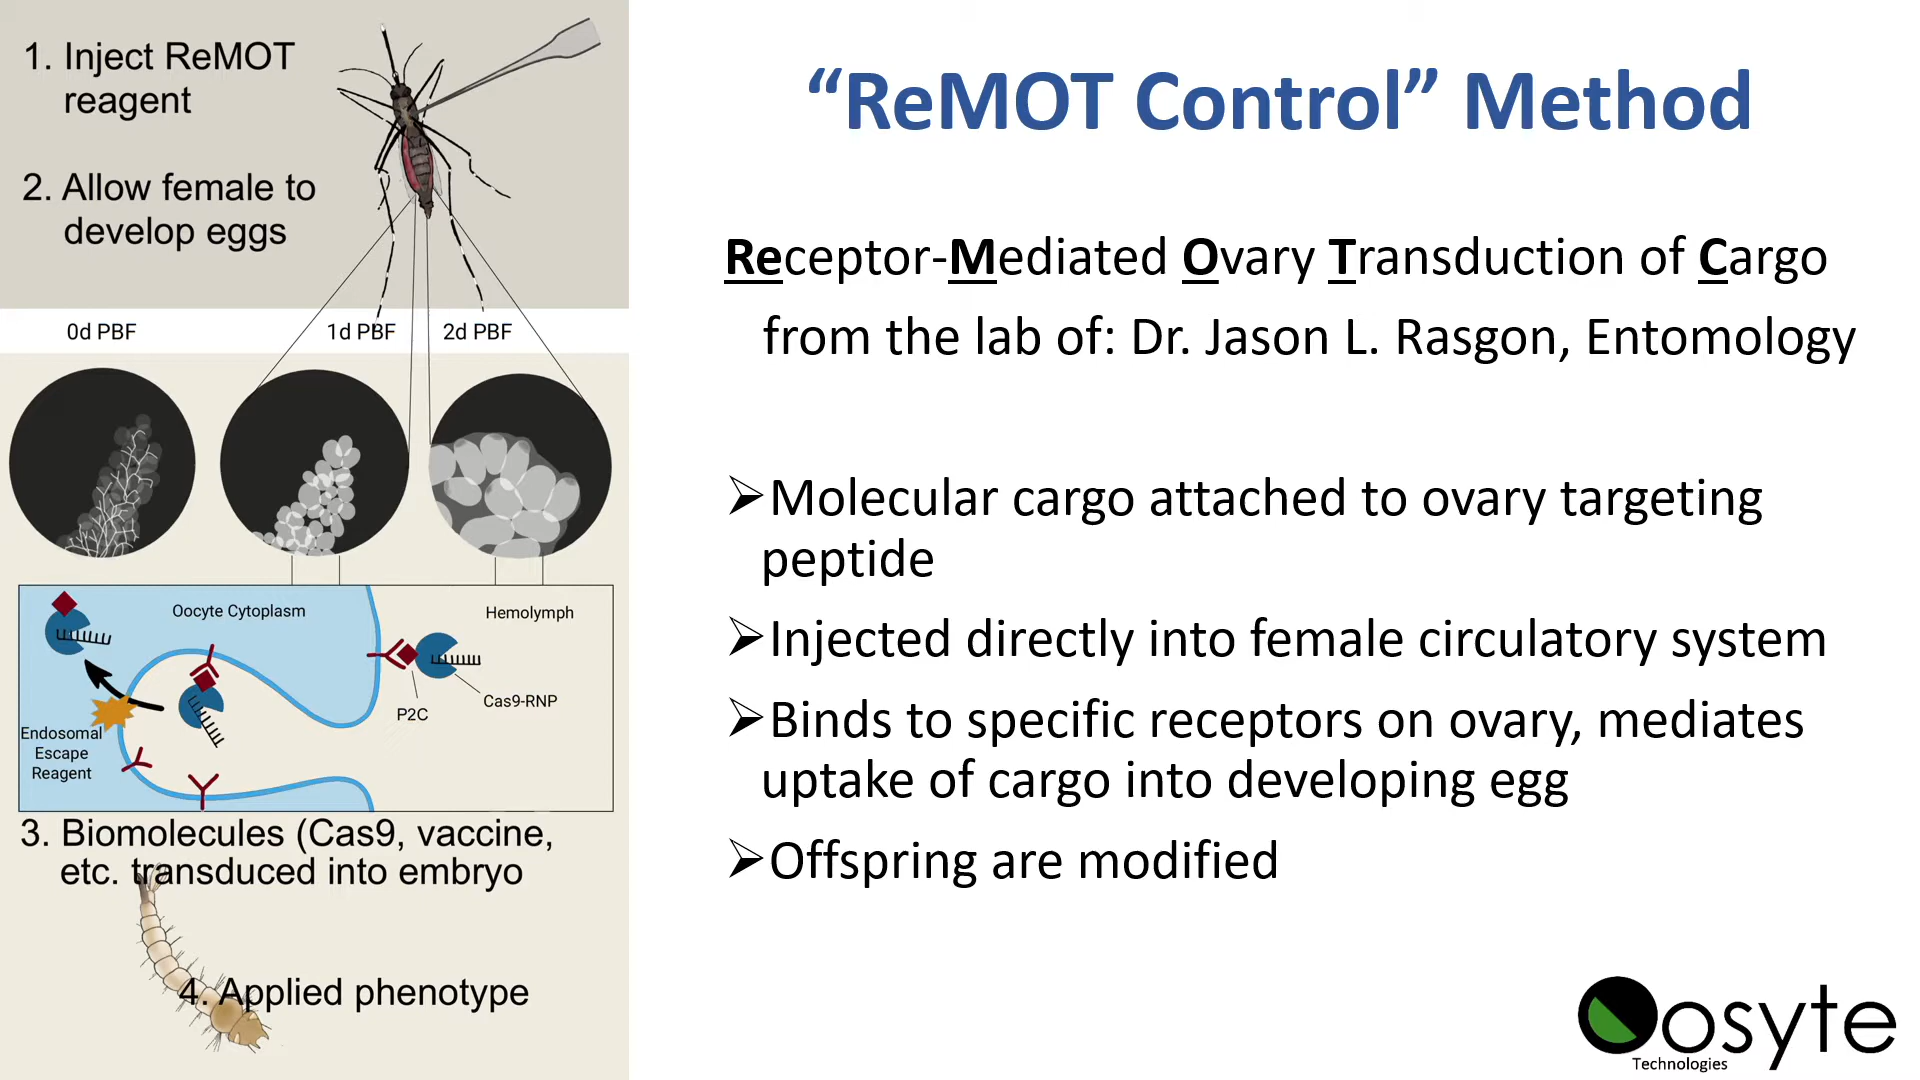 1. Inject ReMOT
reagent
2. Allow female to
develop eggs
0d PBF
1d PBF
2d PBF
Oocyte Cytoplasm
Hemolymph
P2C
Cas9-RNP
Endosomal
Escape
Reagent
3. Biomolecules (Cas9, vaccine,
etc. transduced into embryo
4. Applied phenotype
“ReMOT Control” Method
Receptor-Mediated Ovary Transduction of Cargo
from the lab of: Dr. Jason L. Rasgon, Entomology
➢Molecular cargo attached to ovary targeting
peptide
➢Injected directly into female circulatory system
➢Binds to specific receptors on ovary, mediates
uptake of cargo into developing egg
➢Offspring are modified
Oosyte
Technologies